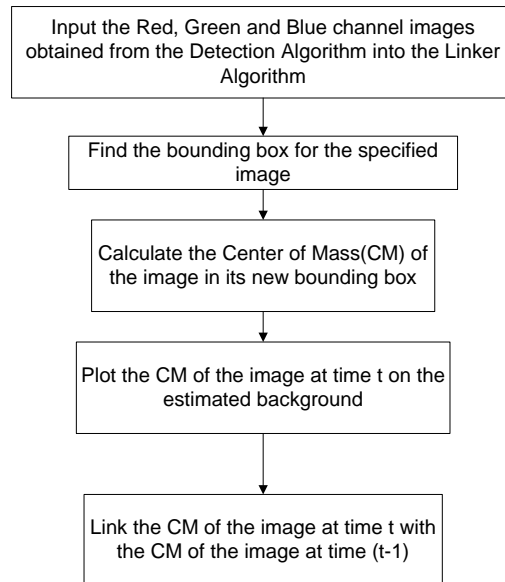 Input the Red, Green and Blue channel images
obtained from the Detection Algorithm into the Linker
Algorithm
Find the bounding box for the specified
image
Calculate the Center of Mass(CM) of
the image in its new bounding box
Plot the CM of the image at time t on the
estimated background
Link the CM of the image at time t with
the CM of the image at time (t-1)